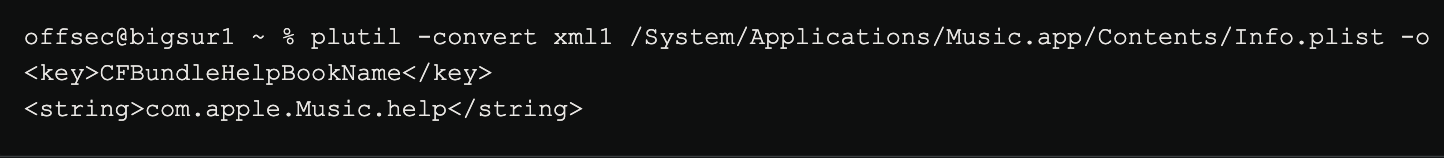 offsec@bigsur1 ~ % plutil -convert xml1 /System/Applications/Music.app/Contents/Info.plist -o
<key>CFBundleHelpBookName</key>
<string>com.apple.Music.help</string>